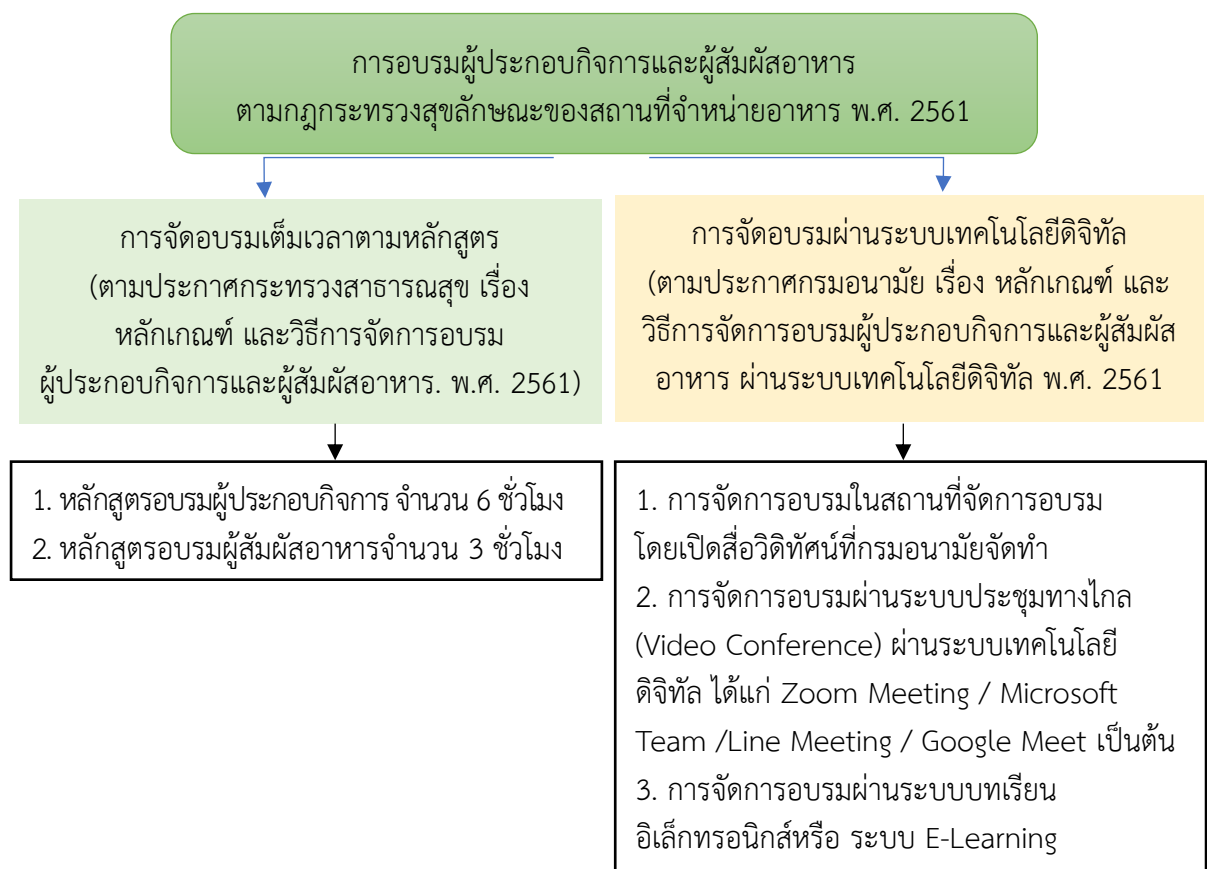 การอบรมผู้ประกอบกิจการและผู้สัมผัสอาหาร
ตามกฎกระทรวงสุขลักษณะของสถานที่จำหน่ายอาหาร พ.ศ. 2561
การจัดอบรมเต็มเวลาตามหลักสูตร
(ตามประกาศกระทรวงสาธารณสุข เรื่อง
หลักเกณฑ์ และวิธีการจัดการอบรม
ผู้ประกอบกิจการและผู้สัมผัสอาหาร. พ.ศ. 2561)
1. หลักสูตรอบรมผู้ประกอบกิจการ จำนวน 6 ชั่วโมง
2. หลักสูตรอบรมผู้สัมผัสอาหารจำนวน 3 ชั่วโมง
การจัดอบรมผ่านระบบเทคโนโลยีดิจิทัล
(ตามประกาศกรมอนามัย เรื่อง หลักเกณฑ์ และ
วิธีการจัดการอบรมผู้ประกอบกิจการและผู้สัมผัส
อาหาร ผ่านระบบเทคโนโลยีดิจิทัล พ.ศ. 2561
1. การจัดการอบรมในสถานที่จัดการอบรม
โดยเปิดสื่อวิดิทัศน์ที่กรมอนามัยจัดทำ
2. การจัดการอบรมผ่านระบบประชุมทางไกล
(Video Conference) ผ่านระบบเทคโนโลยี
ดิจิทัล ได้แก่ Zoom Meeting / Microsoft
Team /Line Meeting / Google Meet เป็นต้น
3. การจัดการอบรมผ่านระบบบทเรียน
อิเล็กทรอนิกส์หรือ ระบบ E-Learning